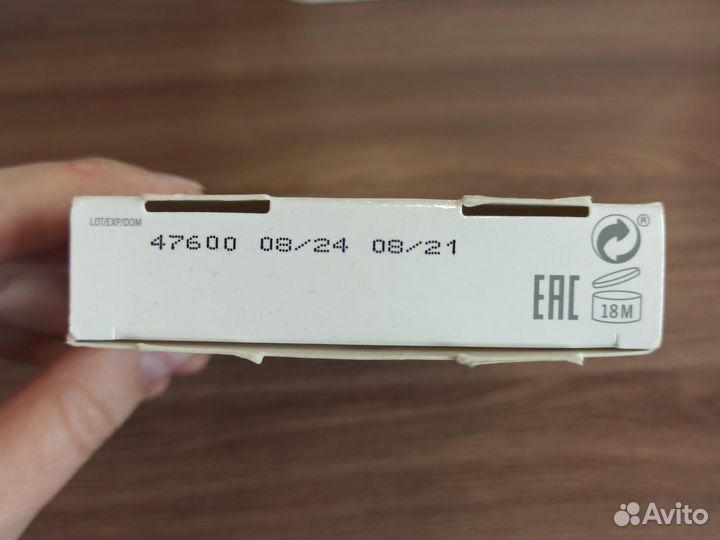 LOT/EXP/DOM
47600 08/24 08/21
®
EAC
18M
Avito